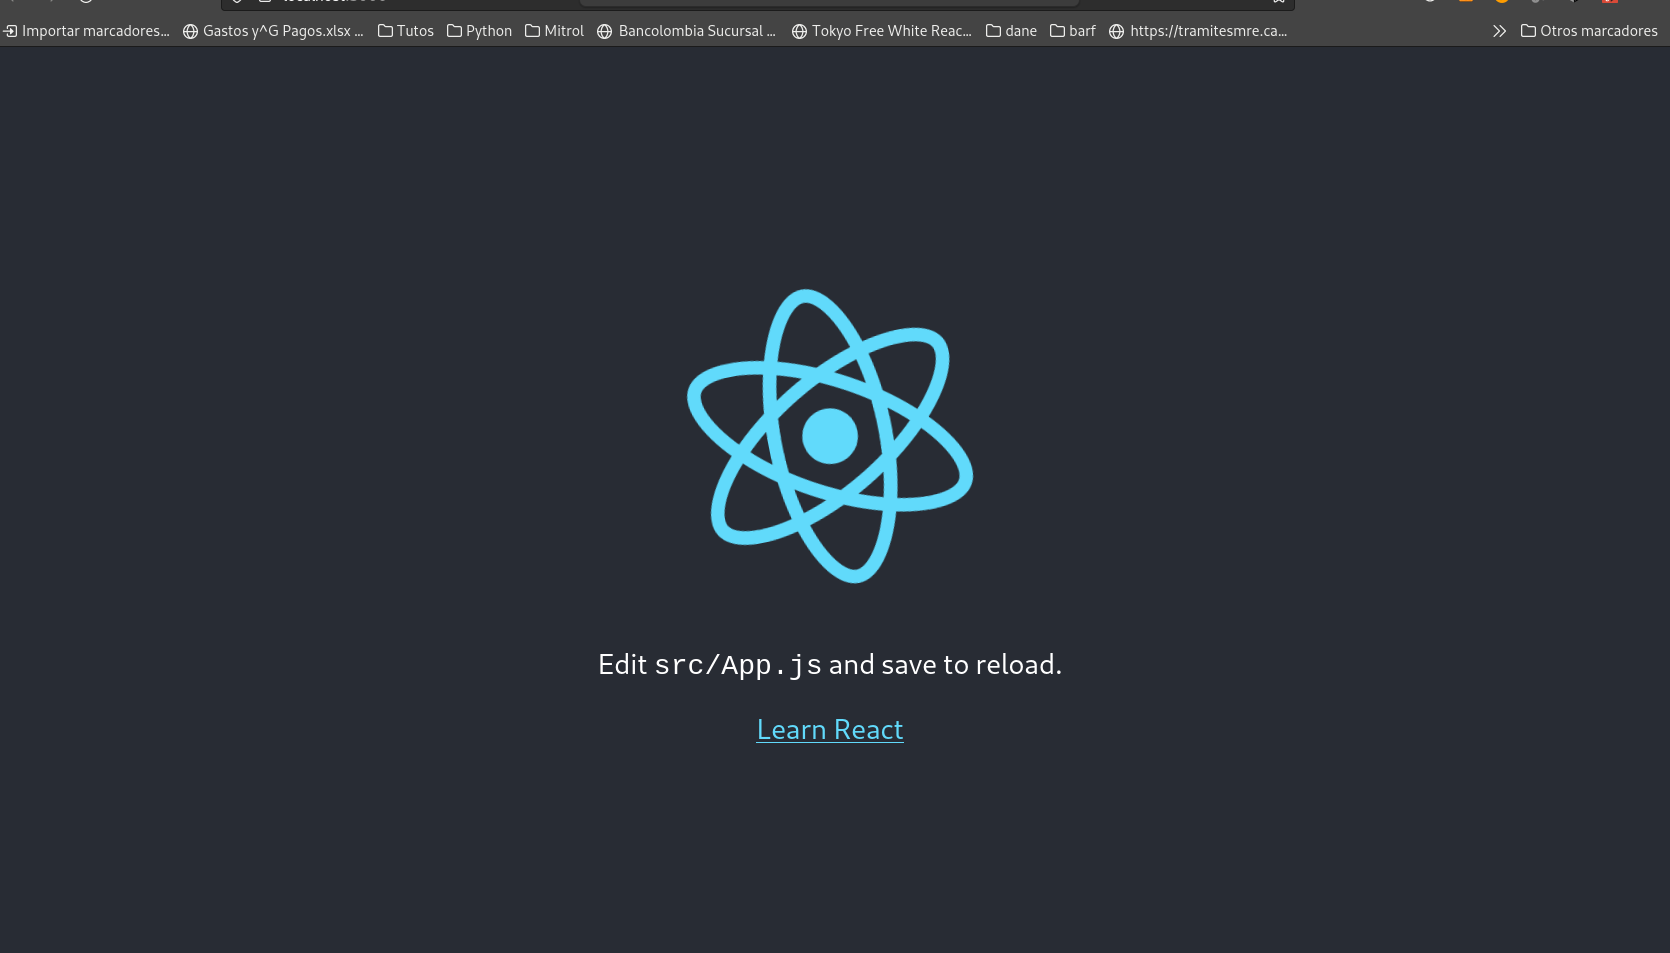 Importar marcadores... Gastos y^G Pagos.xlsx ... Tutos Python Mitrol Bancolombia Sucursal ... Tokyo Free White Reac... dane barf https://tramitesmre.ca... Otros marcadores
Edit src/App.js and save to reload.
Learn React